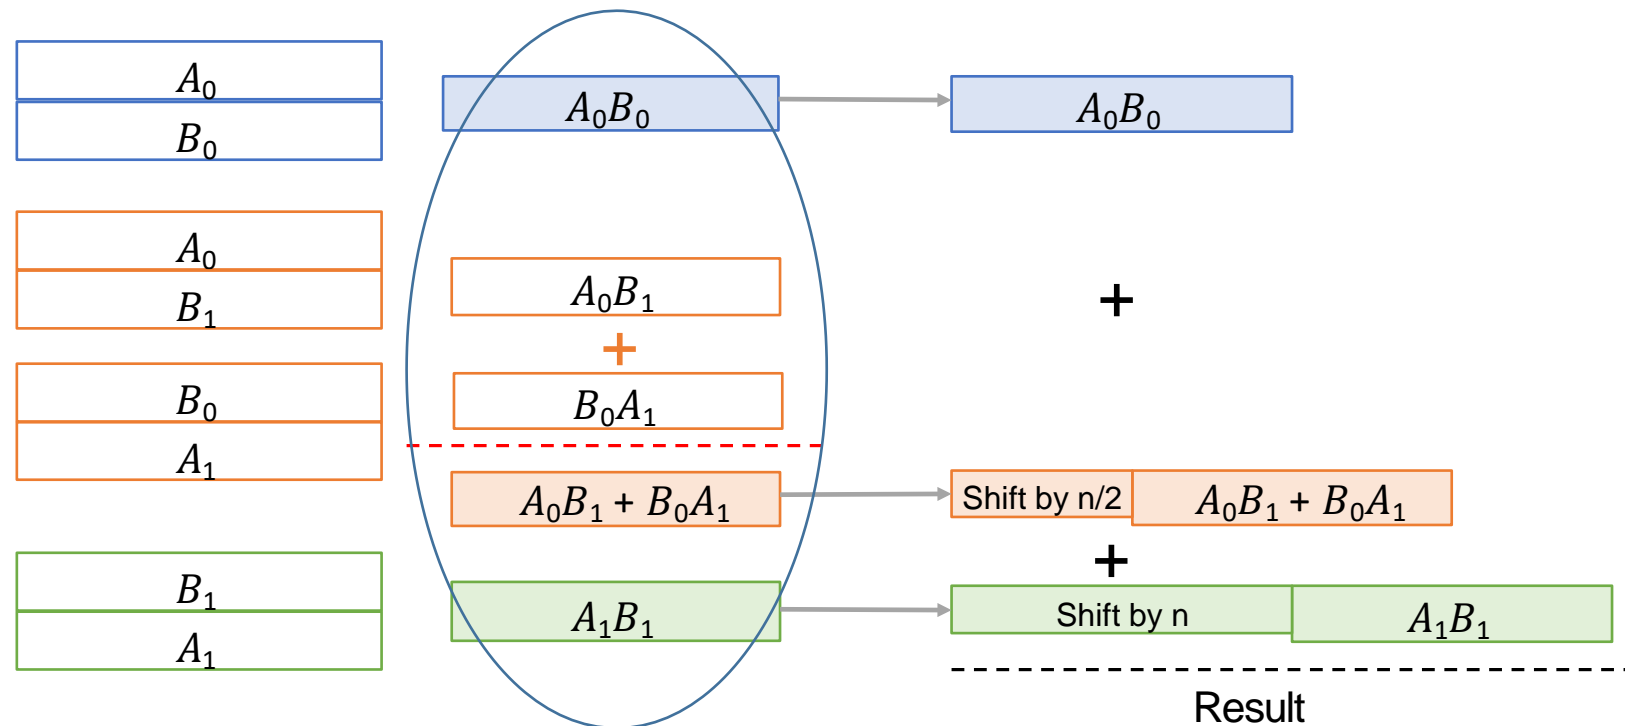 A₀
B₀
A₀
B₁
B₀
A₁
B₁
A₁
A₀B₀
A₀B₁
+
B₀A₁
A₀B₁ + B₀A₁
A₁B₁
A₀B₀
+
Shift by n/2 A₀B₁ + B₀A₁
+
Shift by n A₁B₁
Result